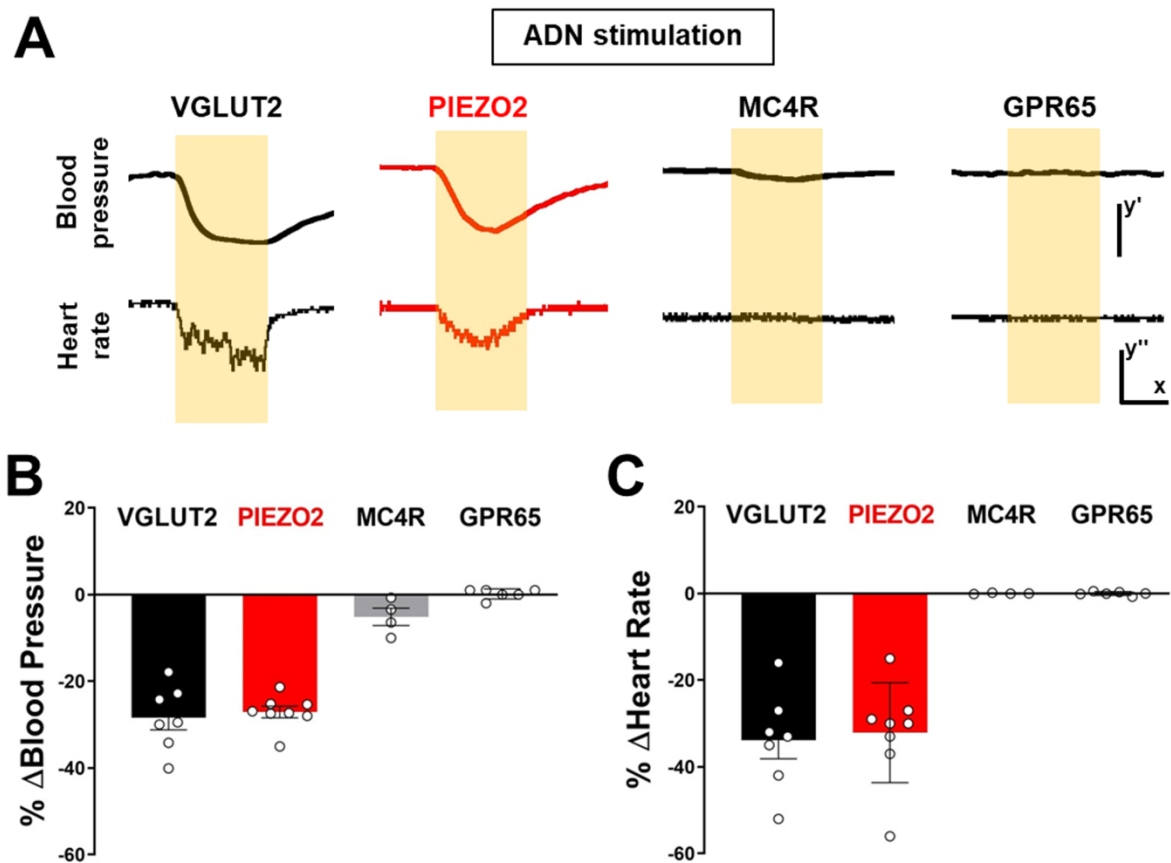 A
ADN stimulation
VGLUT2 PIEZO2 MC4R GPR65
Blood pressure
y'
Heart rate
y''
x
B
VGLUT2 PIEZO2 MC4R GPR65
% ΔBlood Pressure
20
0
-20
-40
-60
C
VGLUT2 PIEZO2 MC4R GPR65
% ΔHeart Rate
20
0
-20
-40
-60